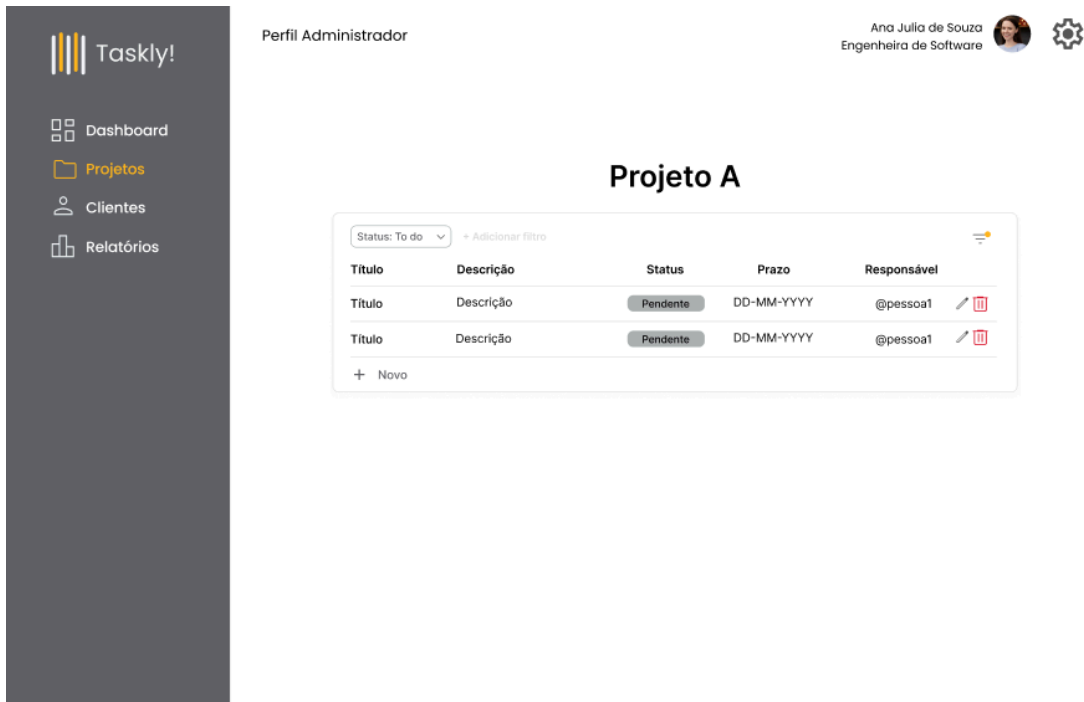 Taskly!
Perfil Administrador
Ana Julia de Souza
Engenheira de Software
Dashboard
Projetos
Clientes
Relatórios
Projeto A
Status: To do + Adicionar filtro
Título Descrição Status Prazo Responsável
Título Descrição Pendente DD-MM-YYYY @pessoa1
Título Descrição Pendente DD-MM-YYYY @pessoa1
+ Novo